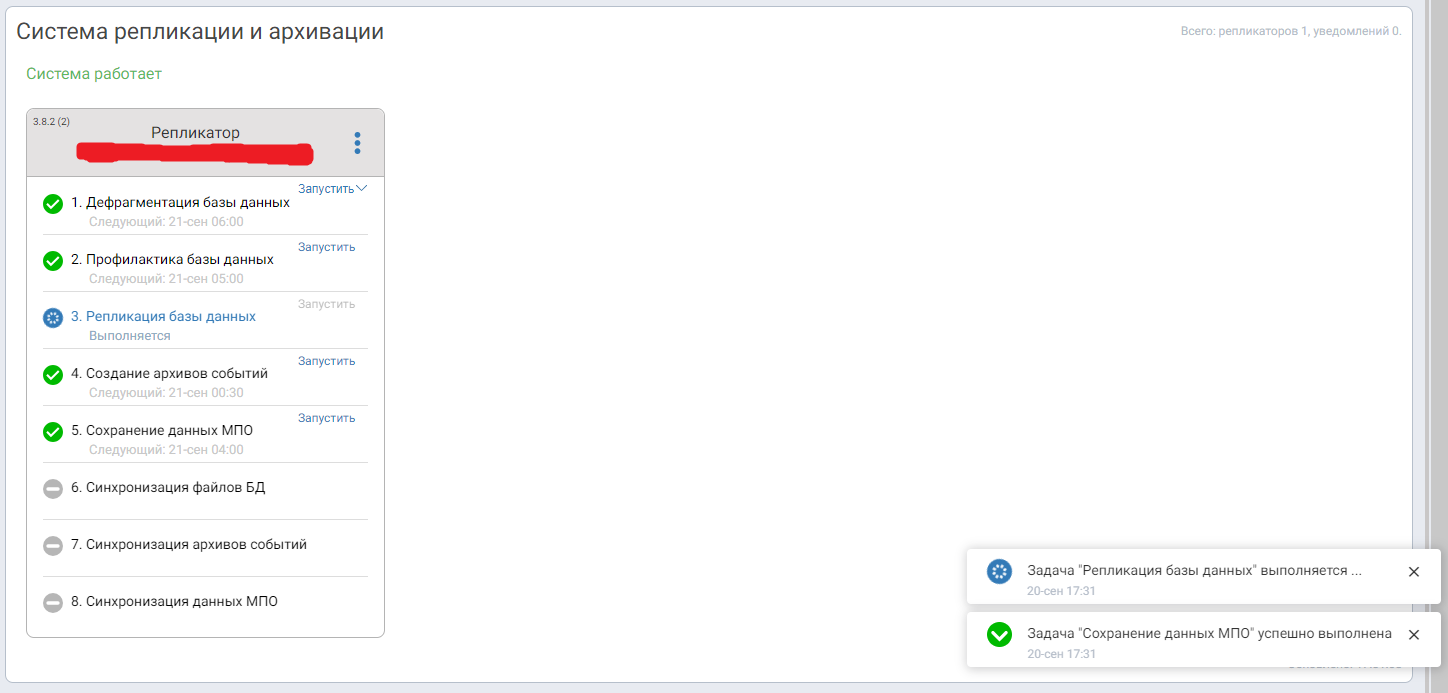 Система репликации и архивации
Всего: репликаторов 1, уведомлений 0.
Система работает
3.8.2 (2)
Репликатор
Запустить
1. Дефрагментация базы данных
Следующий: 21-сен 06:00
Запустить
2. Профилактика базы данных
Следующий: 21-сен 05:00
Запустить
3. Репликация базы данных
Выполняется
Запустить
4. Создание архивов событий
Следующий: 21-сен 00:30
Запустить
5. Сохранение данных МПО
Следующий: 21-сен 04:00
6. Синхронизация файлов БД
7. Синхронизация архивов событий
8. Синхронизация данных МПО
Задача "Репликация базы данных" выполняется ...
20-сен 17:31
Задача "Сохранение данных МПО" успешно выполнена
20-сен 17:31